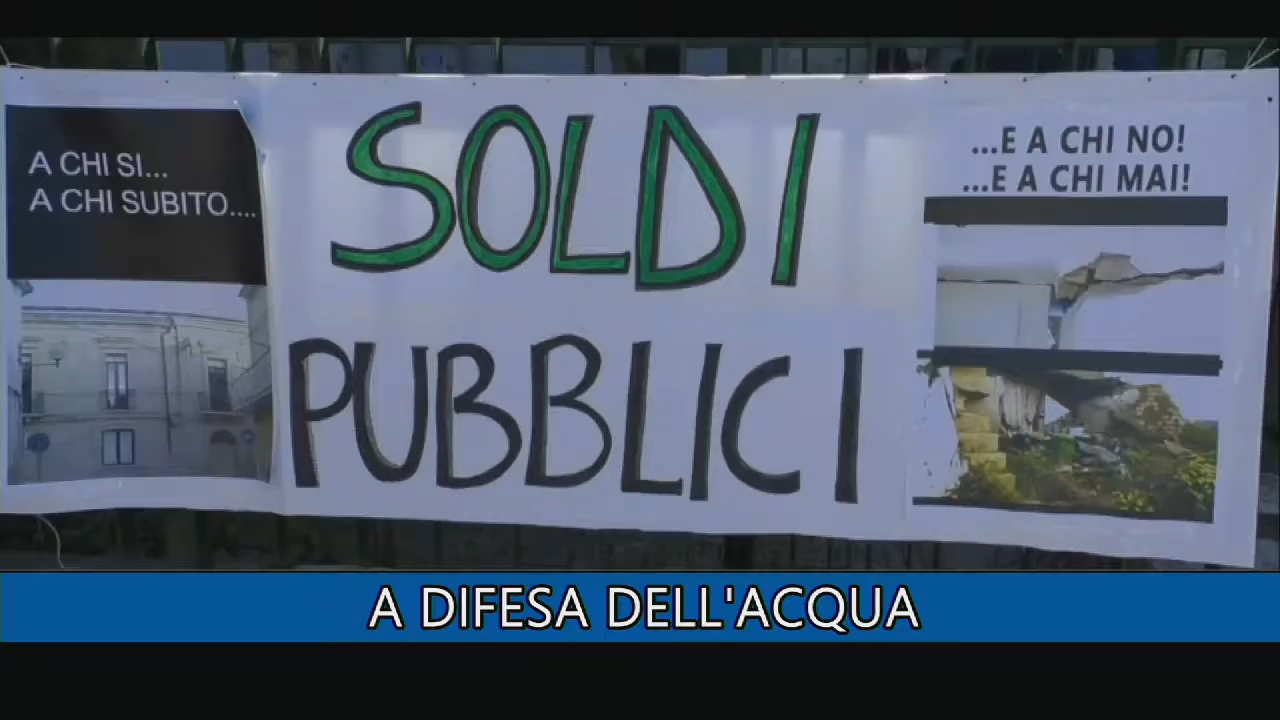 A CHI SI...
A CHI SUBITO....
SOLDI
PUBBLICI
...E A CHI NO!
...E A CHI MAI!
A DIFESA DELL'ACQUA